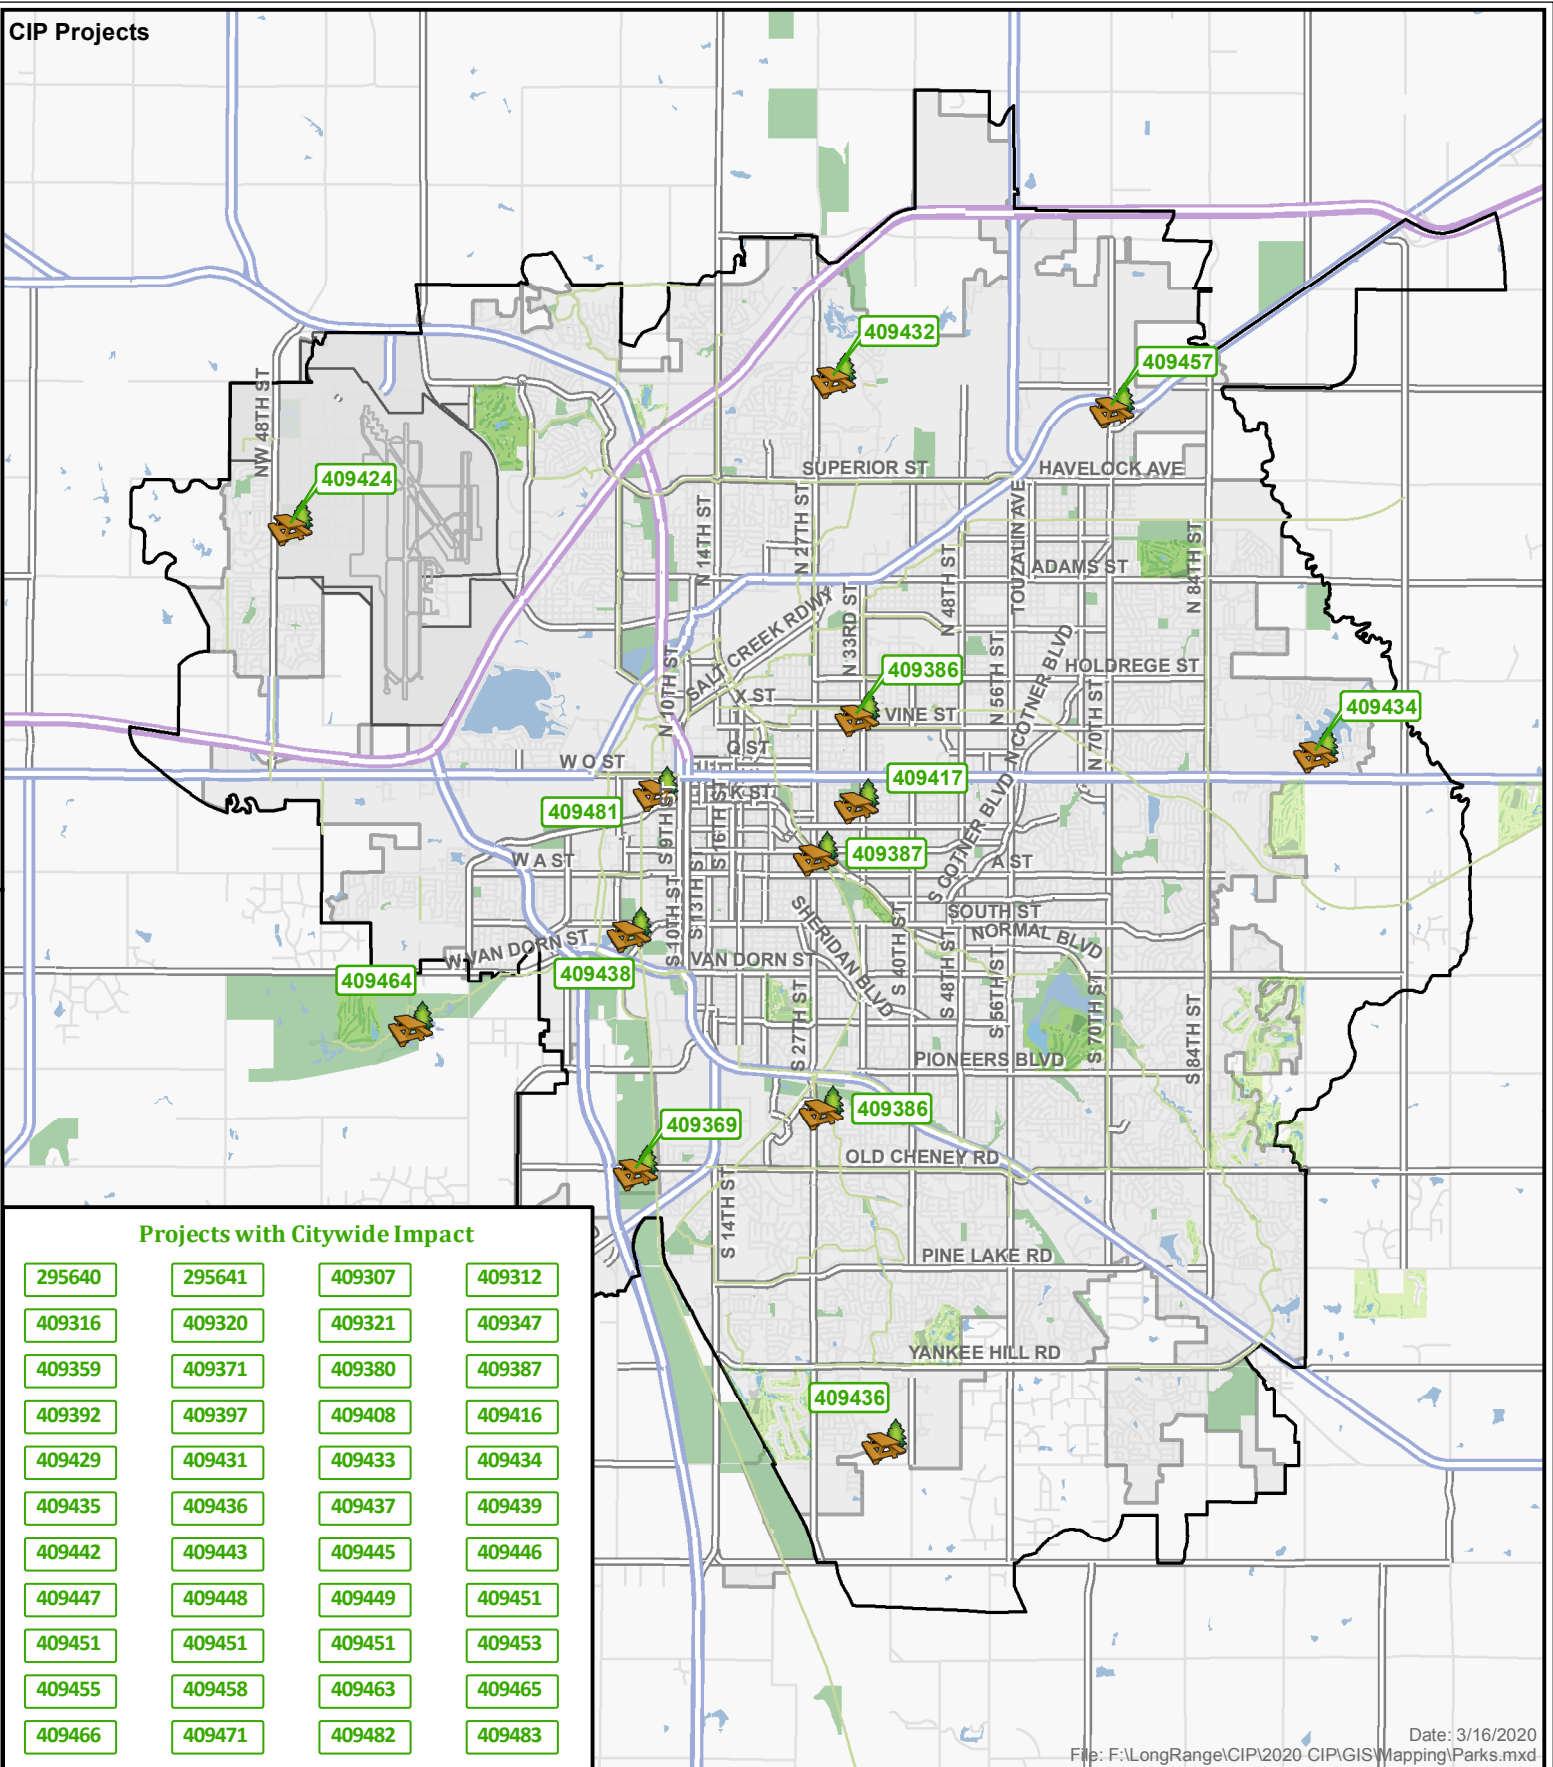 CIP Projects
409432
409457
NW 48TH ST
SUPERIOR ST
HAVELOCK AVE
409424
N 14TH ST
N 27TH ST
TOUZALIN AVE
N 48TH ST
ADAMS ST
N 84TH ST
SALT CREEK RDWY
N 33RD ST
N 10TH ST
409386
N 56TH ST
N COTNER BLVD
HOLDREGE ST
N 70TH ST
X ST
VINE ST
409434
Q ST
W O ST
409417
K ST
409481
S 9TH ST
S 16TH ST
S COTNER BLVD
409387
W A ST
A ST
S 10TH ST
S 13TH S
SHERIDAN BLVD
S 40TH ST
SOUTH ST
NORMAL BLVD
W VAN DORN ST
VAN DORN ST
S 48TH ST
S 56TH ST
409438
409464
S 27TH ST
S 70TH ST
S 84TH ST
PIONEERS BLVD
409386
409369
OLD CHENEY RD
S 14TH ST
PINE LAKE RD
YANKEE HILL RD
409436
Projects with Citywide Impact
295640 295641 409307 409312
409316 409320 409321 409347
409359 409371 409380 409387
409392 409397 409408 409416
409429 409431 409433 409434
409435 409436 409437 409439
409442 409443 409445 409446
409447 409448 409449 409451
409451 409451 409451 409453
409455 409458 409463 409465
409466 409471 409482 409483
Date: 3/16/2020
File: F:\LongRange\CIP\2020 CIP\GIS\Mapping\Parks.mxd